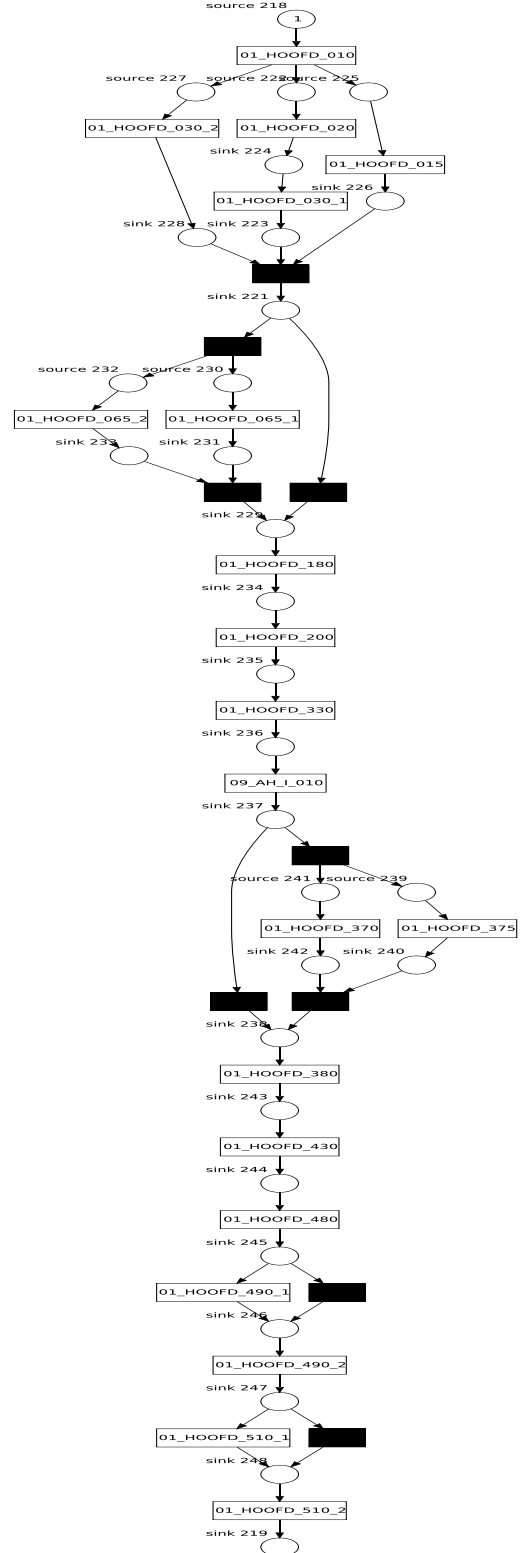 source 218
1
01_HOOFD_010
source 227
source 222
source 225
01_HOOFD_030_2
01_HOOFD_020
sink 224
01_HOOFD_015
sink 226
01_HOOFD_030_1
sink 228
sink 223
sink 221
source 232
source 230
01_HOOFD_065_2
01_HOOFD_065_1
sink 233
sink 231
sink 229
01_HOOFD_180
sink 234
01_HOOFD_200
sink 235
01_HOOFD_330
sink 236
09_AH_I_010
sink 237
source 241
source 239
01_HOOFD_370
01_HOOFD_375
sink 242
sink 240
sink 238
01_HOOFD_380
sink 243
01_HOOFD_430
sink 244
01_HOOFD_480
sink 245
01_HOOFD_490_1
sink 246
01_HOOFD_490_2
sink 247
01_HOOFD_510_1
sink 248
01_HOOFD_510_2
sink 219